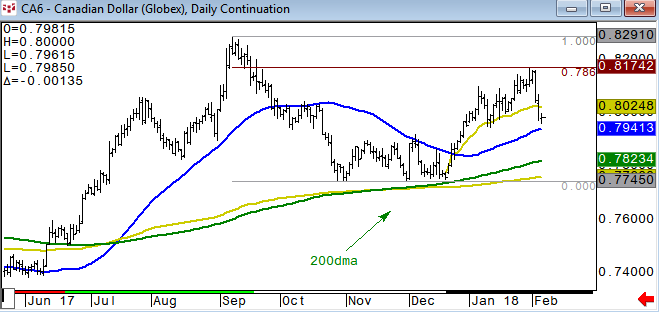 CA6 - Canadian Dollar (Globex), Daily Continuation
O=0.79815
H=0.80000
L=0.79615
L=0.79850
Δ=-0.00135
1.000
0.786
0.000
200dma
0.82910
0.81742
0.80248
0.79413
0.78234
0.77450
0.76000
0.74000
Jun 17 Jul Aug Sep Oct Nov Dec Jan 18 Feb